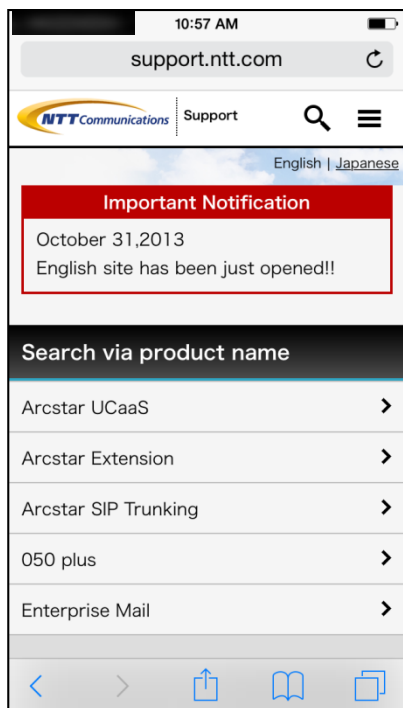 10:57 AM
support.ntt.com
NTT Communications Support
English | Japanese
Important Notification
October 31,2013
English site has been just opened!!
Search via product name
Arcstar UCaaS
Arcstar Extension
Arcstar SIP Trunking
050 plus
Enterprise Mail